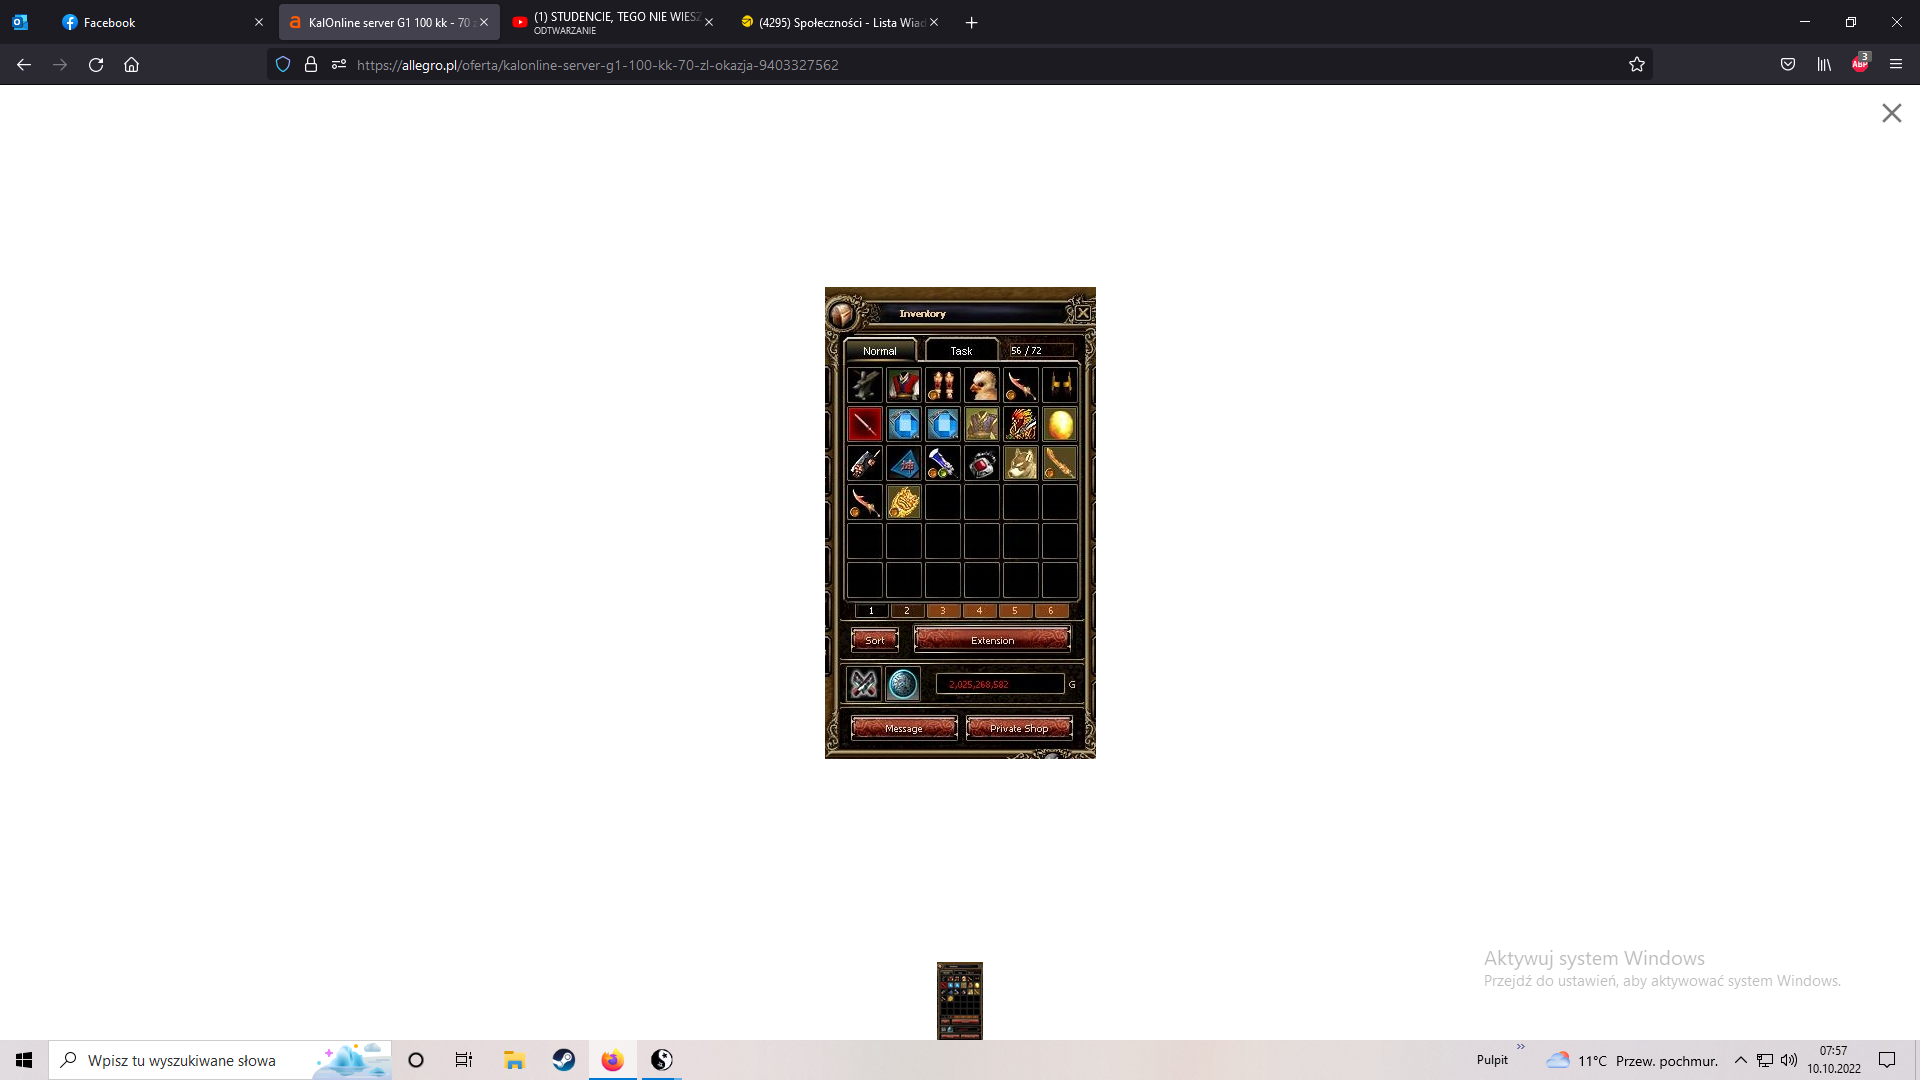 Facebook
KalOnline server G1 100 kk - 70 z
(1) STUDENCIE, TEGO NIE WIESZ
ODTWARZANIE
(4295) Społeczności - Lista Wiad
https://allegro.pl/oferta/kalonline-server-g1-100-kk-70-zl-okazja-9403327562
ABP
3
Inventory
Normal
Task
56 / 72
1 2 3 4 5 6
Sort
Extension
2,025,268,582
G
Message
Private Shop
Aktywuj system Windows
Przejdź do ustawień, aby aktywować system Windows.
Wpisz tu wyszukiwane słowa
Pulpit
11°C Przew. pochmur.
07:57
10.10.2022